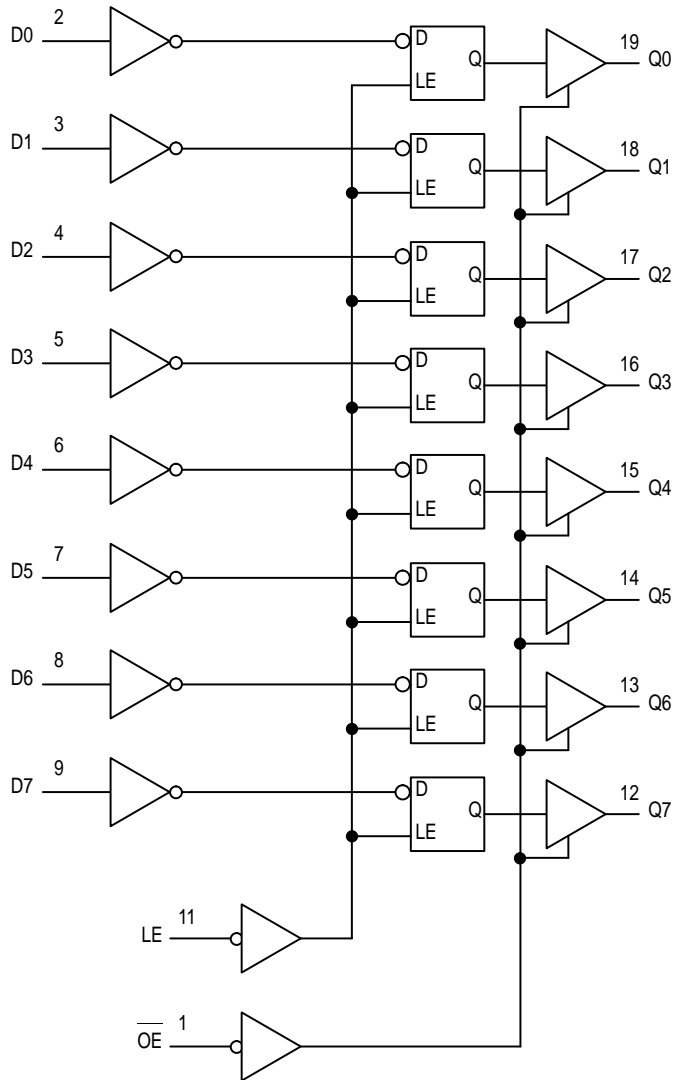 D0 2 D Q LE 19 Q0
D1 3 D Q LE 18 Q1
D2 4 D Q LE 17 Q2
D3 5 D Q LE 16 Q3
D4 6 D Q LE 15 Q4
D5 7 D Q LE 14 Q5
D6 8 D Q LE 13 Q6
D7 9 D Q LE 12 Q7
LE 11
OE 1